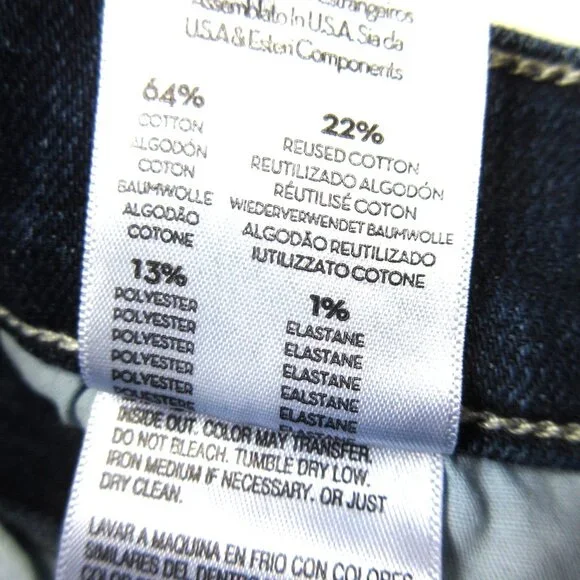 Estrangeiros
Assemblato In U.S.A. Sia da
U.S.A & Esteri Components
64%
COTTON
ALGODÓN
COTON
BAUMWOLLE
ALGODÃO
COTONE
22%
REUSED COTTON
REUTILIZADO ALGODÓN
RÉUTILISÉ COTON
WIEDERVERWENDET BAUMWOLLE
ALGODÃO REUTILIZADO
IUTILIZZATO COTONE
13%
POLYESTER
POLYESTER
POLYESTER
POLYESTER
POLYESTER
1%
ELASTANE
ELASTANE
ELASTANE
EALSTANE
ELASTANE
INSIDE OUT. COLOR MAY TRANSFER.
DO NOT BLEACH. TUMBLE DRY LOW.
IRON MEDIUM IF NECESSARY. OR JUST
DRY CLEAN.
LAVAR A MAQUINA EN FRIO CON COLORES
SIMILARES DEL DENTRO